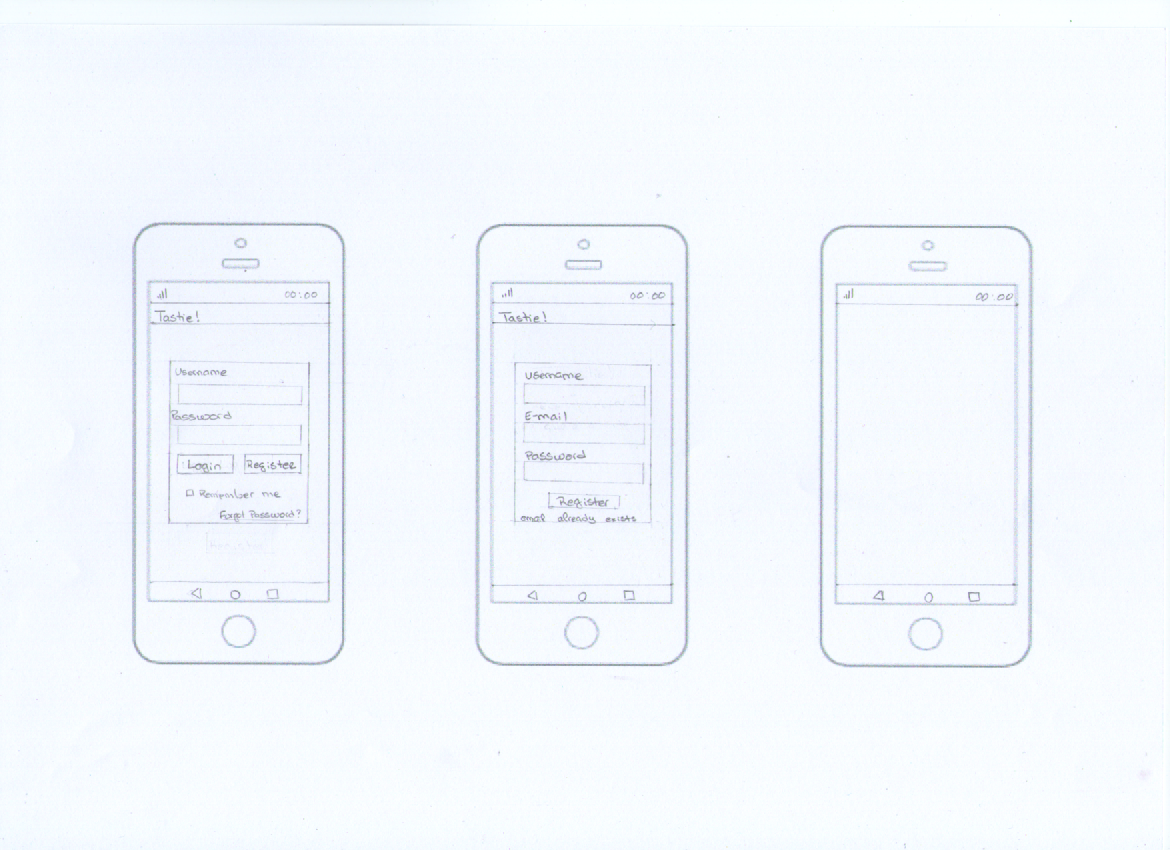 00:00
Tastie!
Username
Password
Login Register
Remember me
Forgot Password?
00:00
Tastie!
Username
E-mail
Password
Register
email already exists
00:00